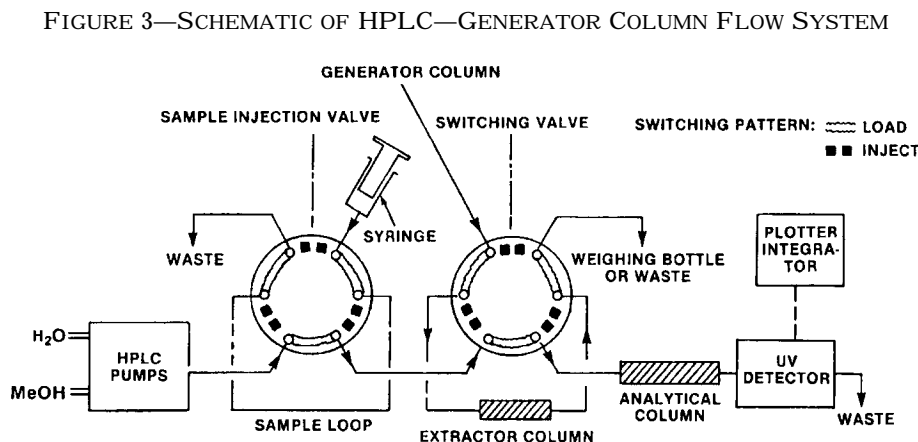 FIGURE 3—SCHEMATIC OF HPLC—GENERATOR COLUMN FLOW SYSTEM
GENERATOR COLUMN
SAMPLE INJECTION VALVE
SWITCHING VALVE
SWITCHING PATTERN: LOAD
INJECT
SYRINGE
WASTE
WEIGHING BOTTLE
OR WASTE
PLOTTER
INTEGRA-
TOR
H₂O
MeOH
HPLC
PUMPS
SAMPLE LOOP
EXTRACTOR COLUMN
ANALYTICAL
COLUMN
UV
DETECTOR
WASTE